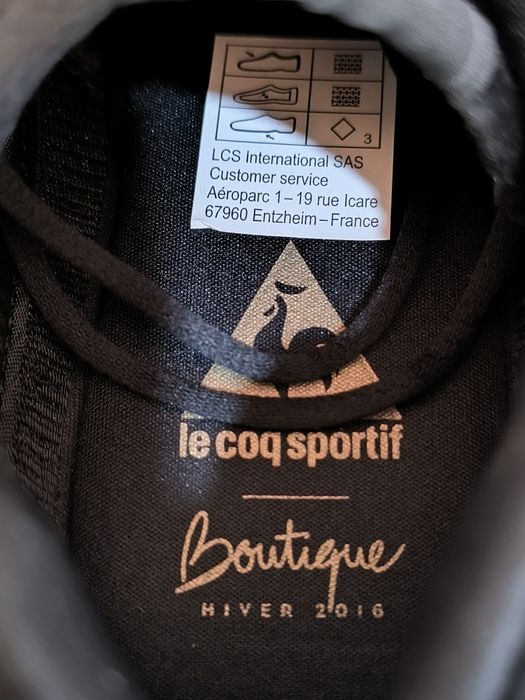 3
LCS International SAS
Customer service
Aéroparc 1–19 rue Icare
67960 Entzheim–France
le coq sportif
Boutique
HIVER 2016